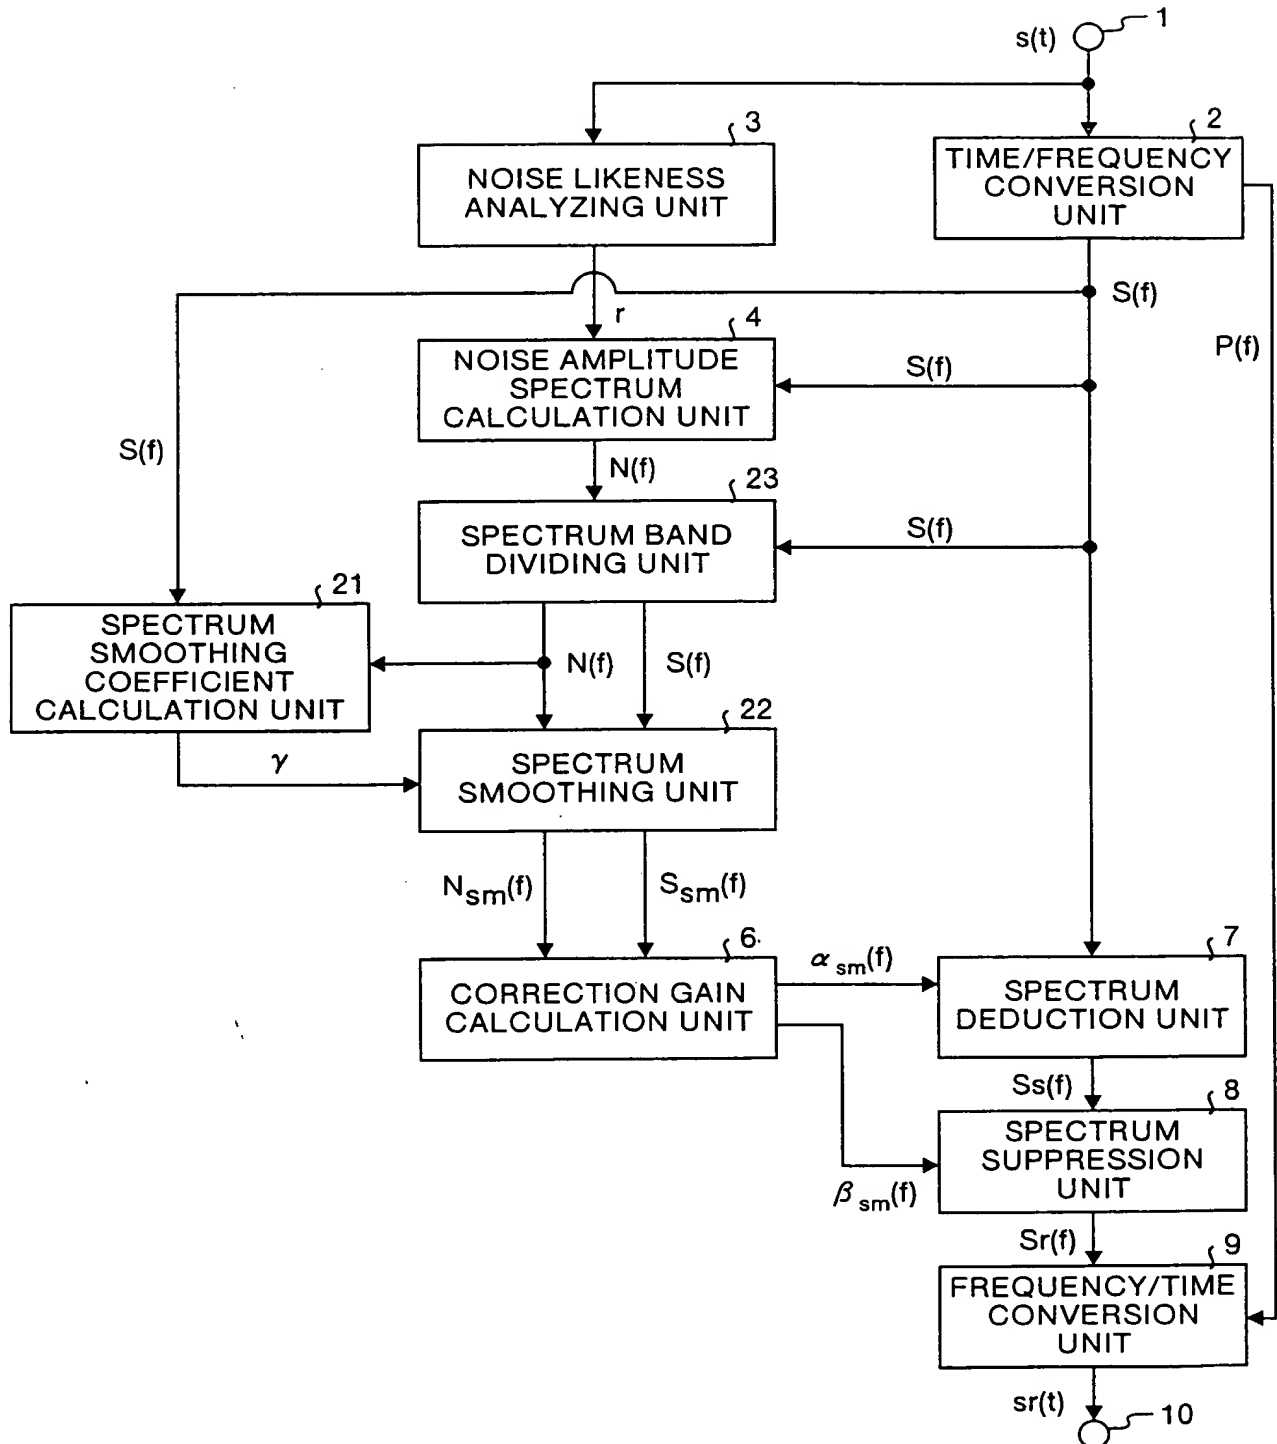 s(t)
1
3
NOISE LIKENESS
ANALYZING UNIT
2
TIME/FREQUENCY
CONVERSION
UNIT
S(f)
P(f)
r
4
NOISE AMPLITUDE
SPECTRUM
CALCULATION UNIT
S(f)
S(f)
N(f)
23
SPECTRUM BAND
DIVIDING UNIT
S(f)
21
SPECTRUM
SMOOTHING
COEFFICIENT
CALCULATION UNIT
N(f)
S(f)
γ
22
SPECTRUM
SMOOTHING UNIT
Nsm(f)
Ssm(f)
6
CORRECTION GAIN
CALCULATION UNIT
αsm(f)
7
SPECTRUM
DEDUCTION UNIT
Ss(f)
8
SPECTRUM
SUPPRESSION
UNIT
βsm(f)
Sr(f)
9
FREQUENCY/TIME
CONVERSION
UNIT
sr(t)
10